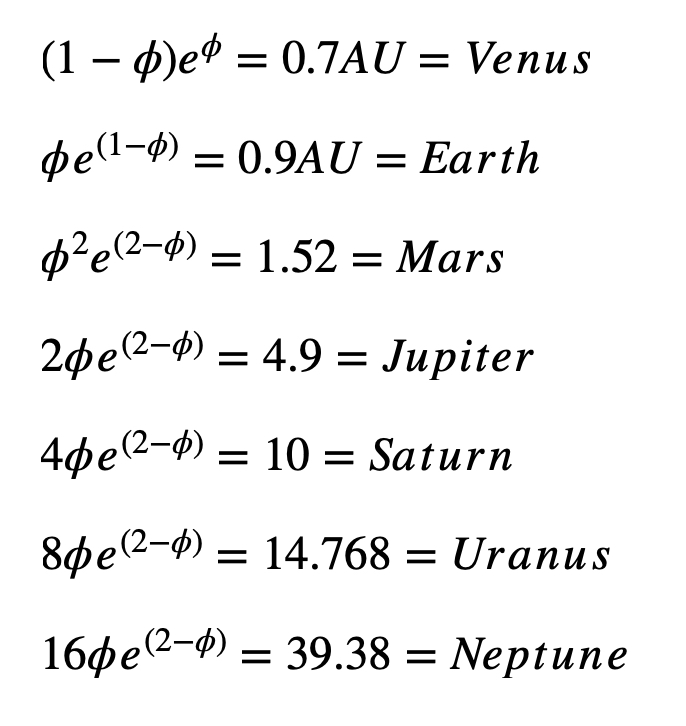 (1 − ϕ)e^ϕ = 0.7AU = Venus
ϕe^(1−ϕ) = 0.9AU = Earth
ϕ²e^(2−ϕ) = 1.52 = Mars
2ϕe^(2−ϕ) = 4.9 = Jupiter
4ϕe^(2−ϕ) = 10 = Saturn
8ϕe^(2−ϕ) = 14.768 = Uranus
16ϕe^(2−ϕ) = 39.38 = Neptune